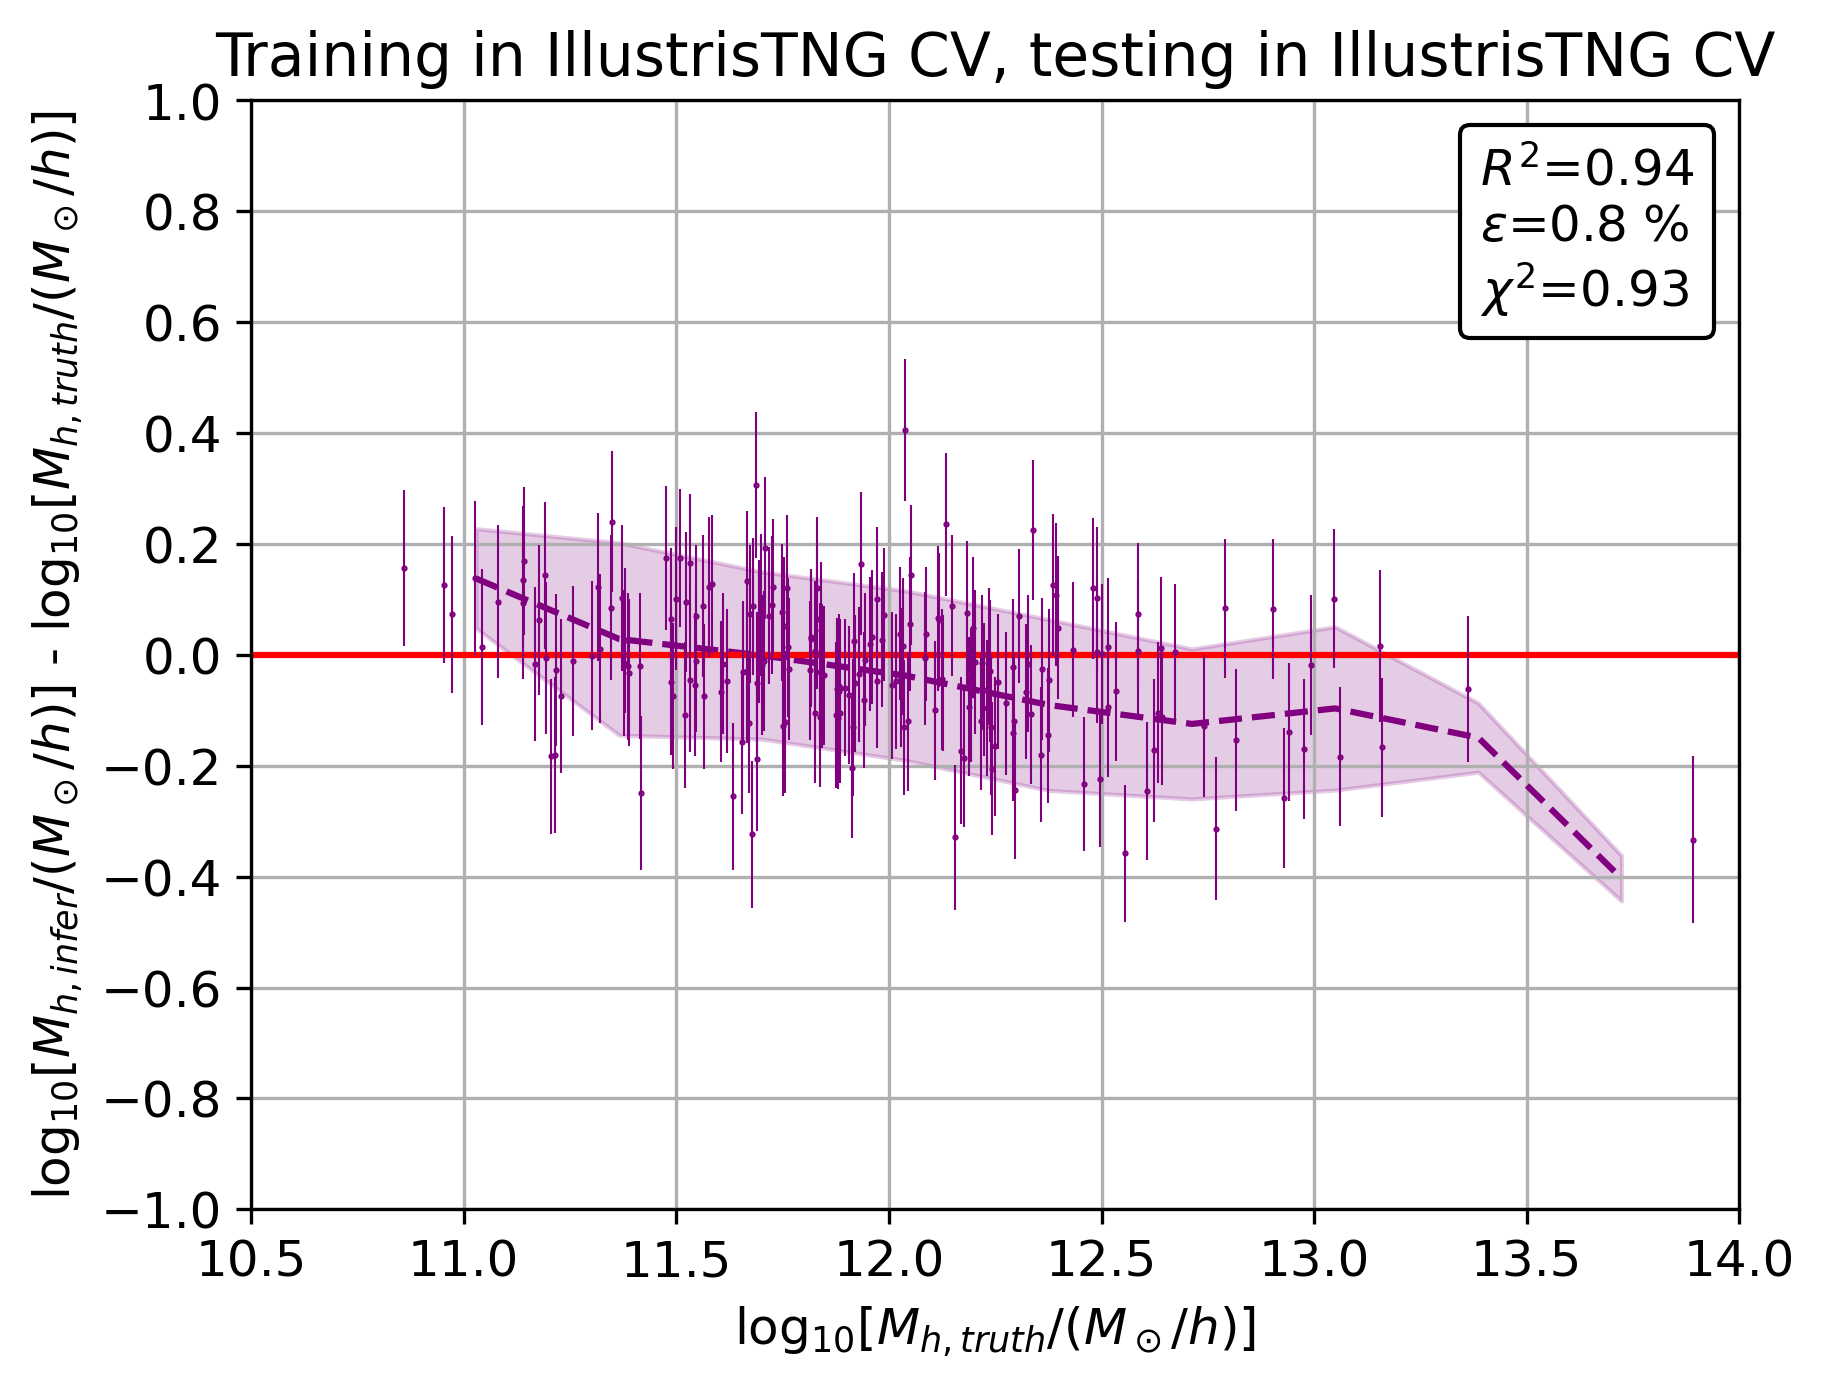 Training in IllustrisTNG CV, testing in IllustrisTNG CV
log₁₀[M_{h,infer}/(M_⊙/h)] - log₁₀[M_{h,truth}/(M_⊙/h)]
1.0
0.8
0.6
0.4
0.2
0.0
−0.2
−0.4
−0.6
−0.8
−1.0
R²=0.94
ε=0.8 %
χ²=0.93
10.5 11.0 11.5 12.0 12.5 13.0 13.5 14.0
log₁₀[M_{h,truth}/(M_⊙/h)]